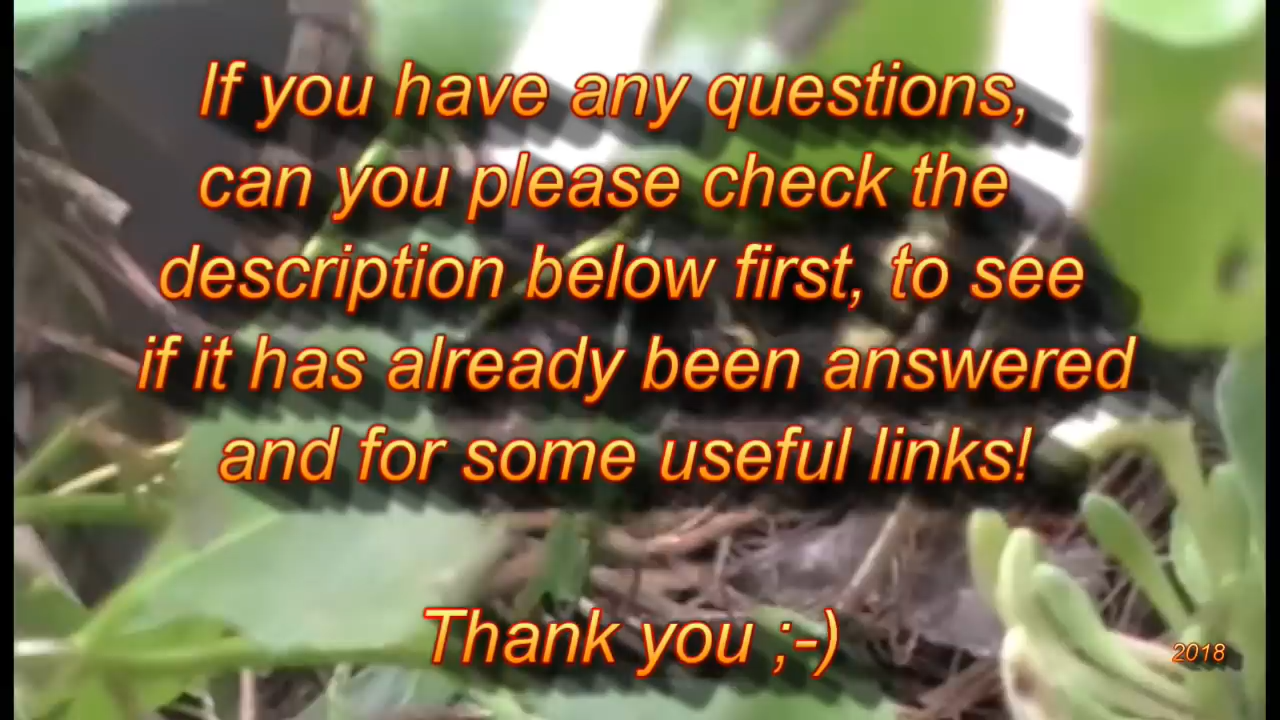 If you have any questions,
can you please check the
description below first, to see
if it has already been answered
and for some useful links!
Thank you ;-)
2018